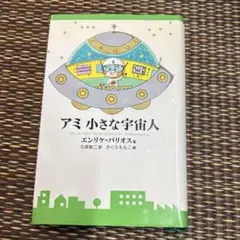 アミ 小さな宇宙人
エンリケ・バリオス 著
石原彰二 訳 さくらももこ 絵